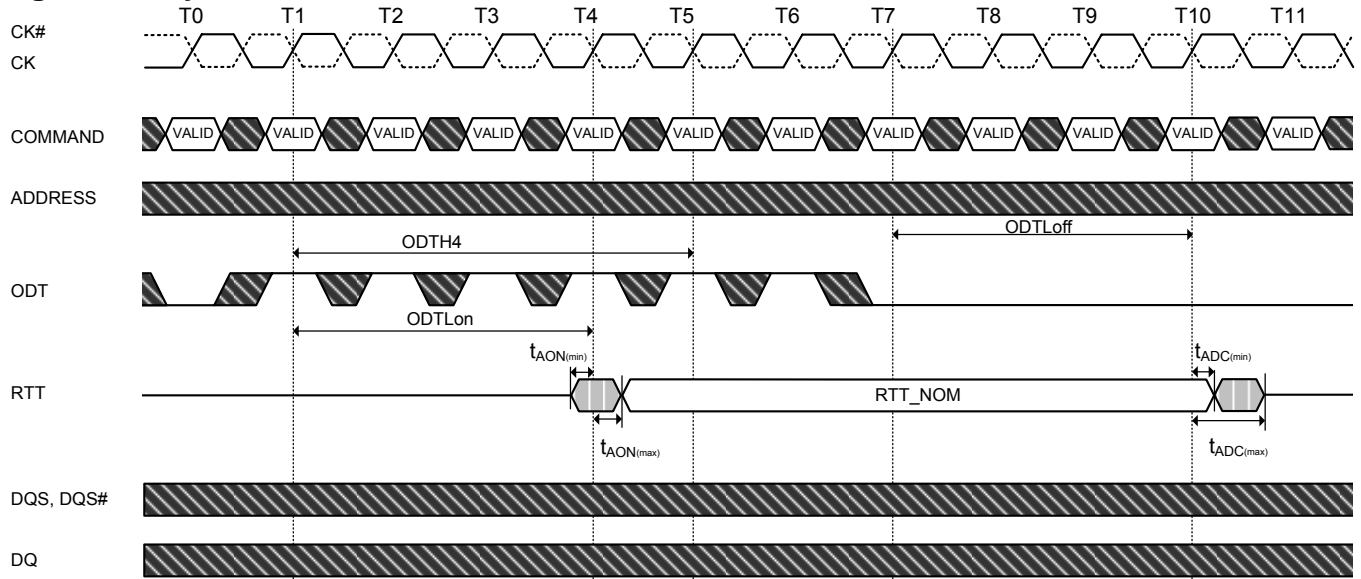 T0 T1 T2 T3 T4 T5 T6 T7 T8 T9 T10 T11
CK#
CK
COMMAND VALID VALID VALID VALID VALID VALID VALID VALID VALID VALID VALID VALID
ADDRESS
ODTLoff
ODTH4
ODT
ODTLon
tAON(min) tADC(min)
RTT RTT_NOM
tAON(max) tADC(max)
DQS, DQS#
DQ